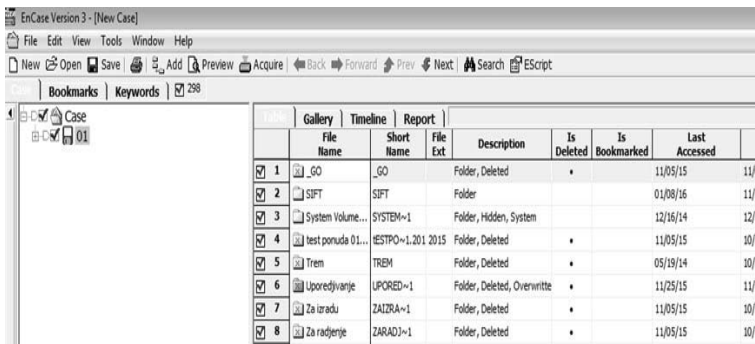 EnCase Version 3 - [New Case]
File Edit View Tools Window Help
New Open Save Add Preview Acquire Back Forward Prev Next Search EScript
Case Bookmarks Keywords 298
Case
01
Table Gallery Timeline Report
File Name Short Name File Ext Description Is Deleted Is Bookmarked Last Accessed
1 _GO _GO Folder, Deleted • 11/05/15 11/
2 SIFT SIFT Folder 01/08/16 11/
3 System Volume... SYSTEM~1 Folder, Hidden, System 12/16/14 12/
4 test ponuda 01... tESTPO~1.201 2015 Folder, Deleted • 11/05/15 10/
5 Trem TREM Folder, Deleted • 05/19/14 10/
6 Uporedjivanje UPORED~1 Folder, Deleted, Overwritte • 11/25/15 11/
7 Za izradu ZAIZRA~1 Folder, Deleted • 11/05/15 10/
8 Za radjenje ZARADJ~1 Folder, Deleted • 11/05/15 10/